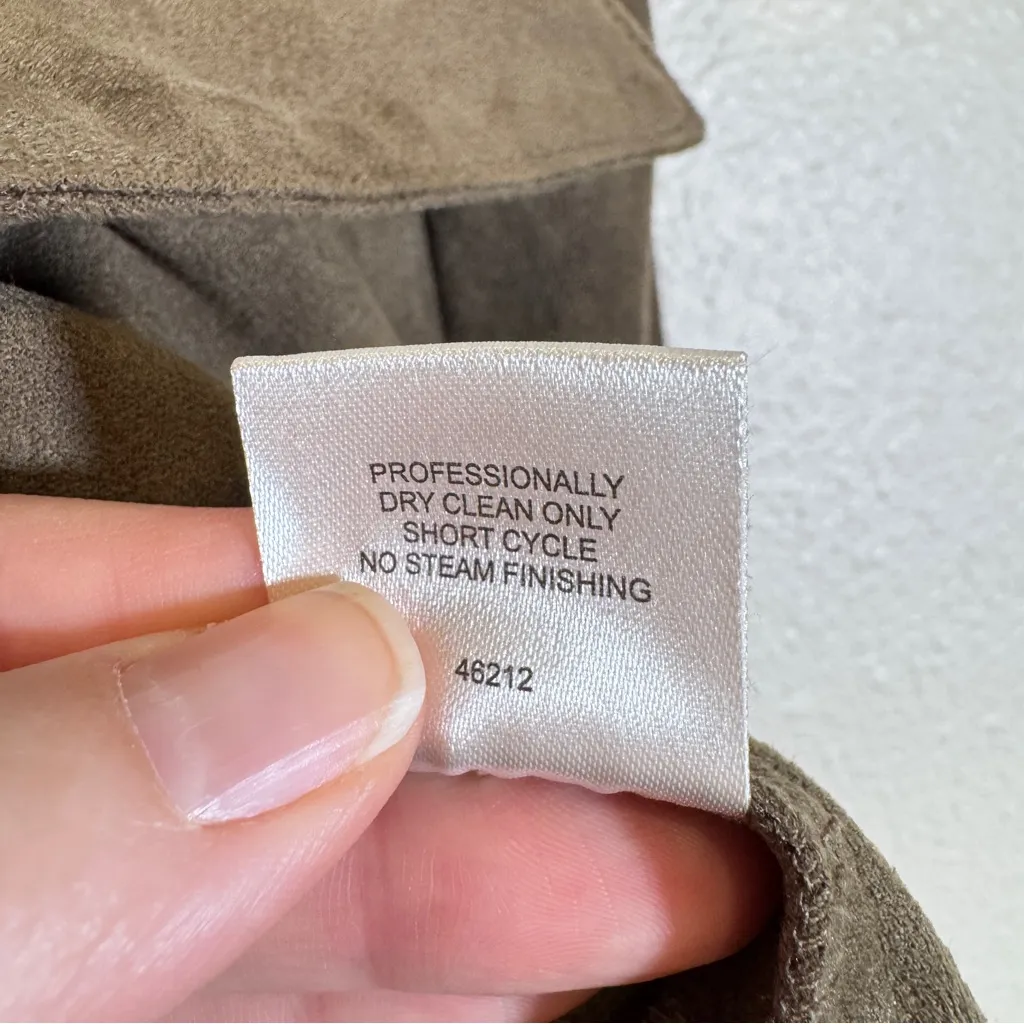 PROFESSIONALLY
DRY CLEAN ONLY
SHORT CYCLE
NO STEAM FINISHING
46212